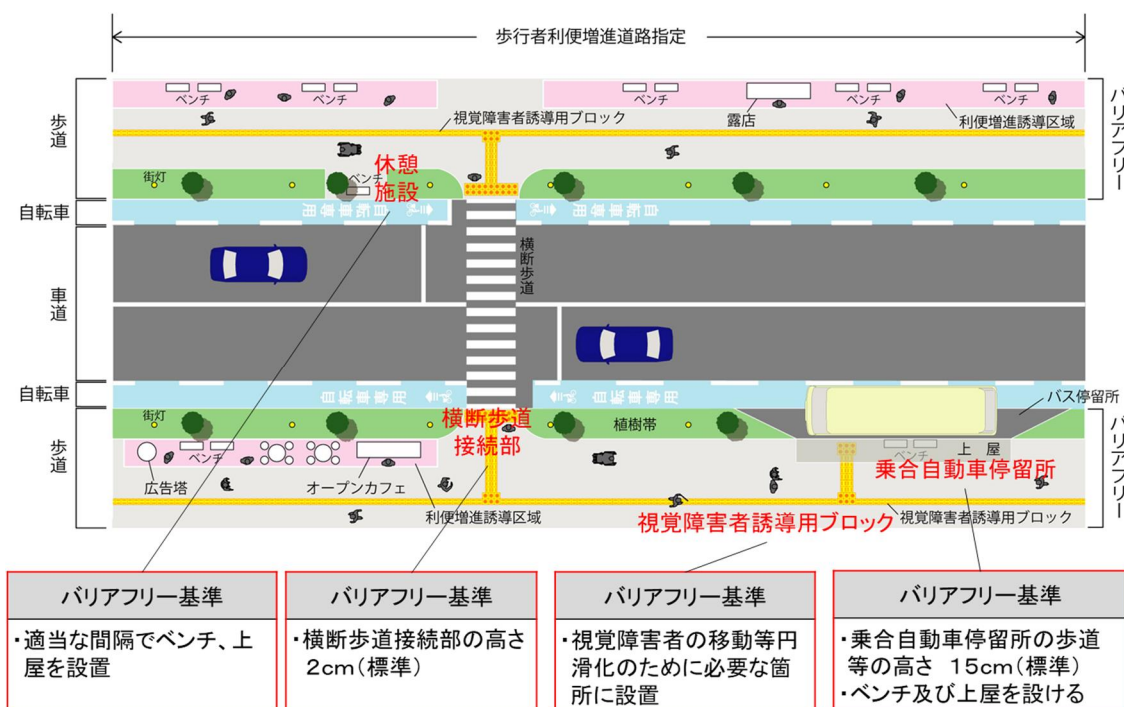 歩行者利便増進道路指定
歩道
自転車
車道
自転車
歩道
バリアフリー
バリアフリー
ベンチ
ベンチ
ベンチ
露店
ベンチ
ベンチ
視覚障害者誘導用ブロック
利便増進誘導区域
街灯
休憩
施設
ベンチ
自転車専用
自転車専用
横断歩道
自転車専用
自転車専用
バス停留所
街灯
横断歩道
接続部
植樹帯
ベンチ
ベンチ
上屋
乗合自動車停留所
広告塔
オープンカフェ
利便増進誘導区域
視覚障害者誘導用ブロック
視覚障害者誘導用ブロック
バリアフリー基準
・適当な間隔でベンチ、上
屋を設置
バリアフリー基準
・横断歩道接続部の高さ
2cm(標準)
バリアフリー基準
・視覚障害者の移動等円
滑化のために必要な箇
所に設置
バリアフリー基準
・乗合自動車停留所の歩道
等の高さ 15cm(標準)
・ベンチ及び上屋を設ける